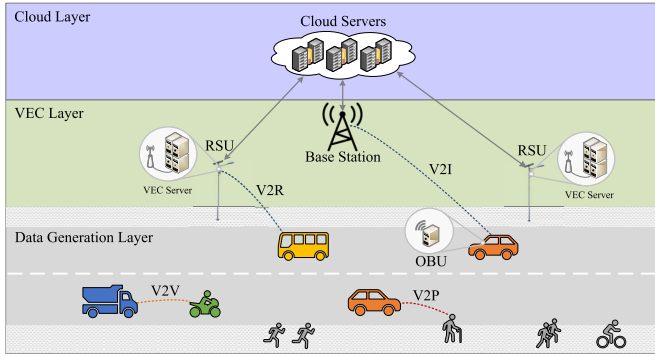 Cloud Layer
Cloud Servers
VEC Layer
RSU
Base Station
RSU
VEC Server
V2R
V2I
VEC Server
Data Generation Layer
OBU
V2V
V2P